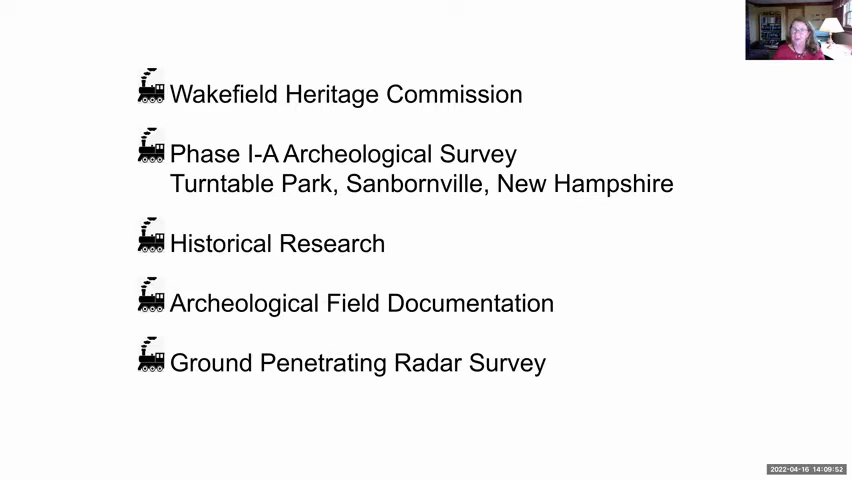 Wakefield Heritage Commission
Phase I-A Archeological Survey
Turntable Park, Sanbornville, New Hampshire
Historical Research
Archeological Field Documentation
Ground Penetrating Radar Survey
2022-04-16 14:09:52